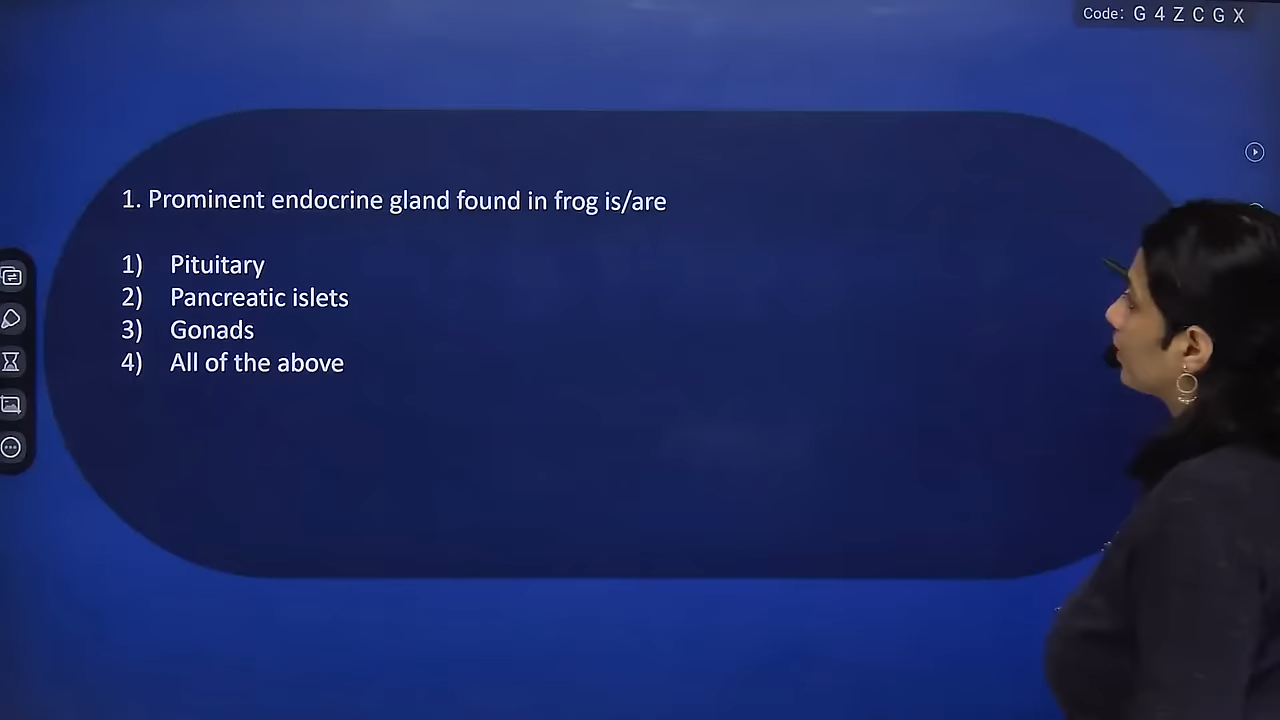 Code: G 4 Z C G X
1. Prominent endocrine gland found in frog is/are
1) Pituitary
2) Pancreatic islets
3) Gonads
4) All of the above